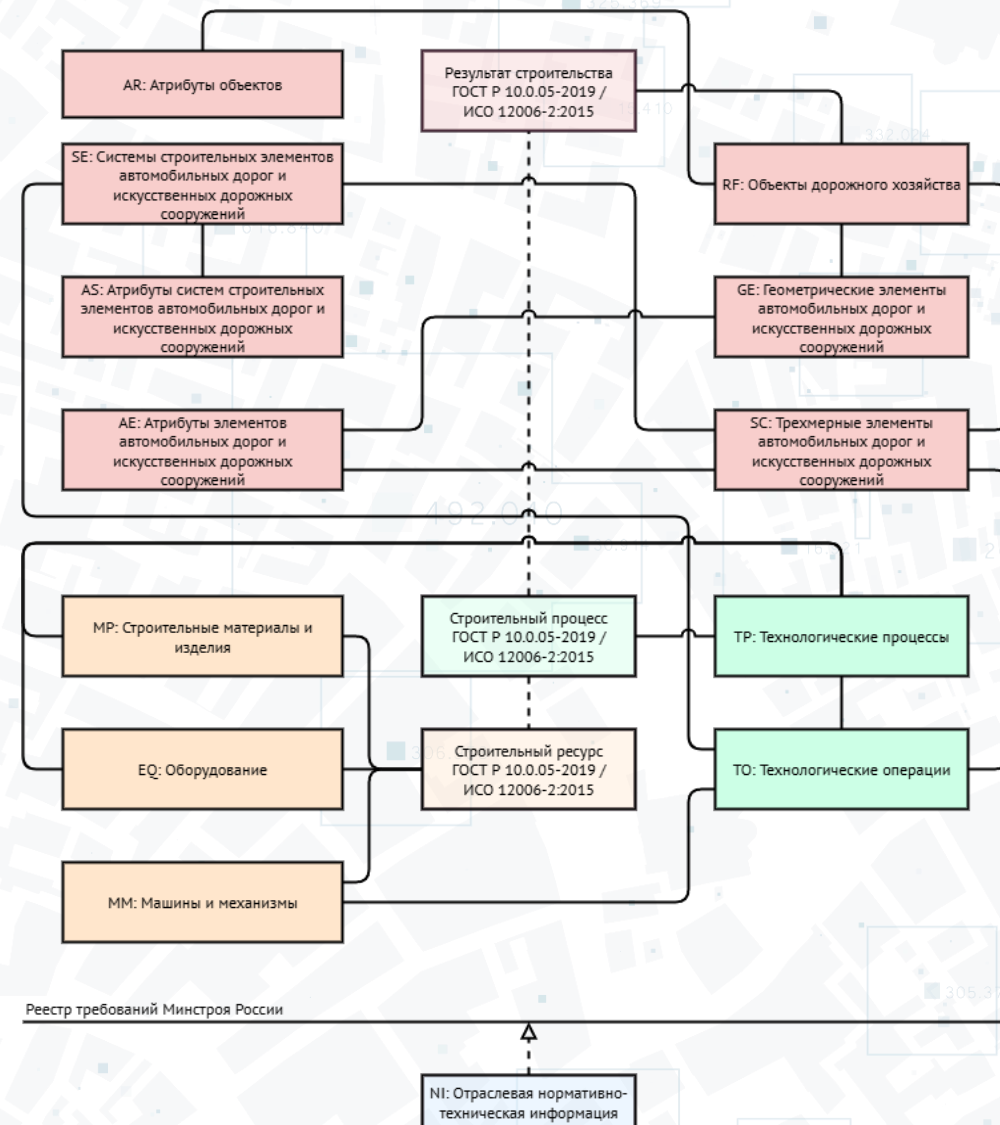 AR: Атрибуты объектов
Результат строительства
ГОСТ Р 10.0.05-2019 /
ИСО 12006-2:2015
SE: Системы строительных элементов
автомобильных дорог и
искусственных дорожных
сооружений
RF: Объекты дорожного хозяйства
AS: Атрибуты систем строительных
элементов автомобильных дорог и
искусственных дорожных
сооружений
GE: Геометрические элементы
автомобильных дорог и
искусственных дорожных
сооружений
AE: Атрибуты элементов
автомобильных дорог и
искусственных дорожных
сооружений
SC: Трехмерные элементы
автомобильных дорог и
искусственных дорожных
сооружений
492.010
MP: Строительные материалы и
изделия
Строительный процесс
ГОСТ Р 10.0.05-2019 /
ИСО 12006-2:2015
TP: Технологические процессы
EQ: Оборудование
Строительный ресурс
ГОСТ Р 10.0.05-2019 /
ИСО 12006-2:2015
TO: Технологические операции
MM: Машины и механизмы
Реестр требований Минстроя России
NI: Отраслевая нормативно-
техническая информация